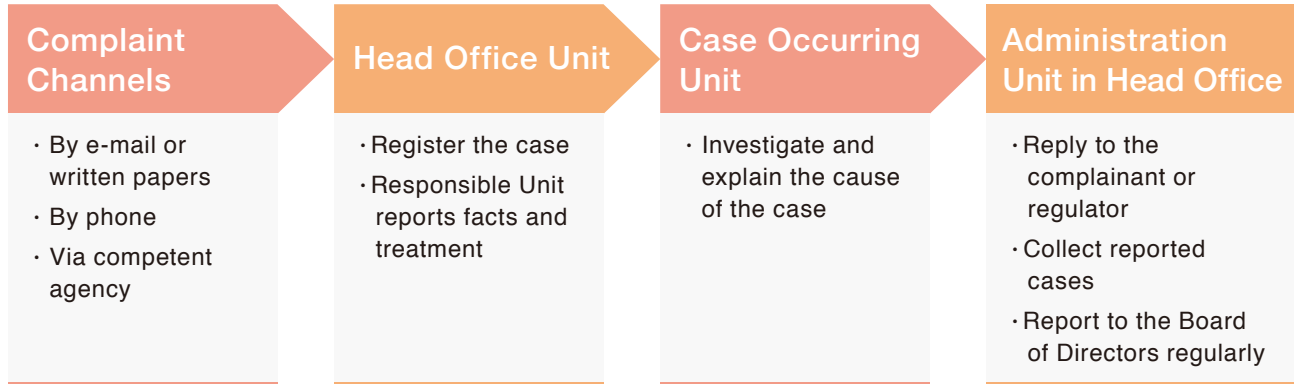 Complaint
Channels
· By e-mail or
written papers
· By phone
· Via competent
agency
Head Office Unit
· Register the case
· Responsible Unit
reports facts and
treatment
Case Occurring
Unit
· Investigate and
explain the cause
of the case
Administration
Unit in Head Office
· Reply to the
complainant or
regulator
· Collect reported
cases
· Report to the Board
of Directors regularly